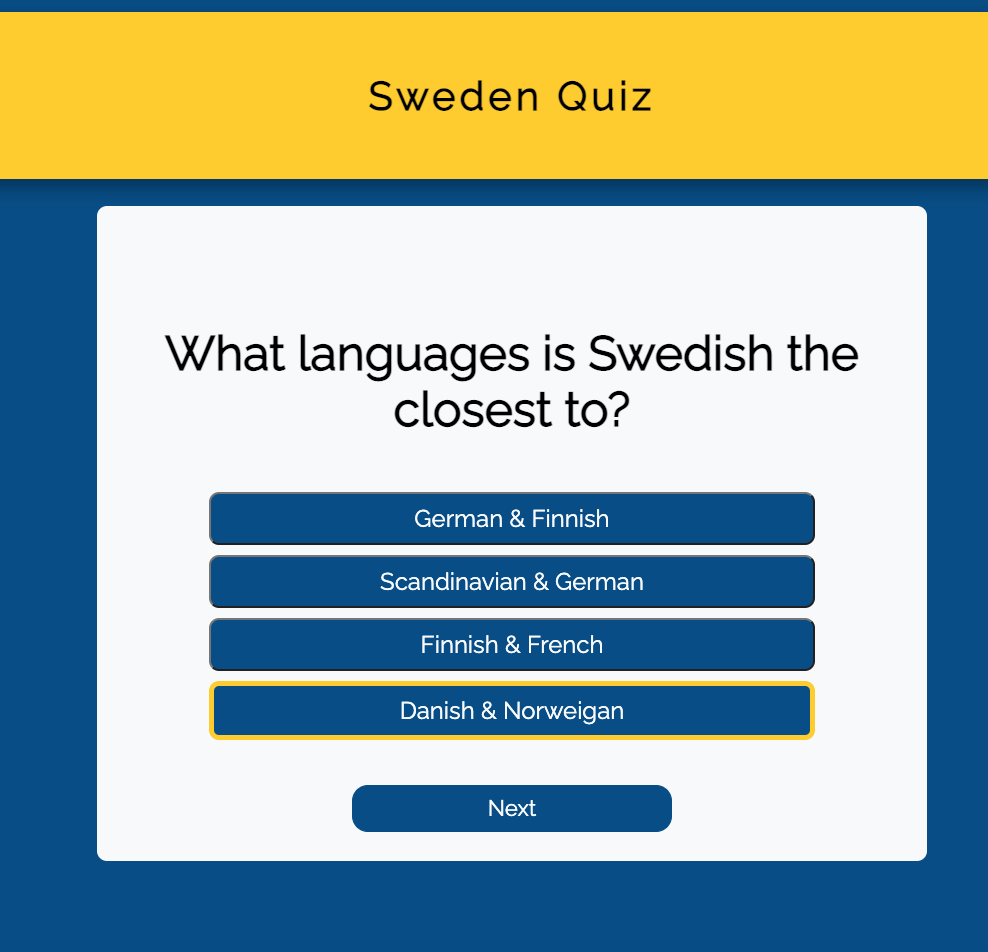 Sweden Quiz
What languages is Swedish the
closest to?
German & Finnish
Scandinavian & German
Finnish & French
Danish & Norweigan
Next